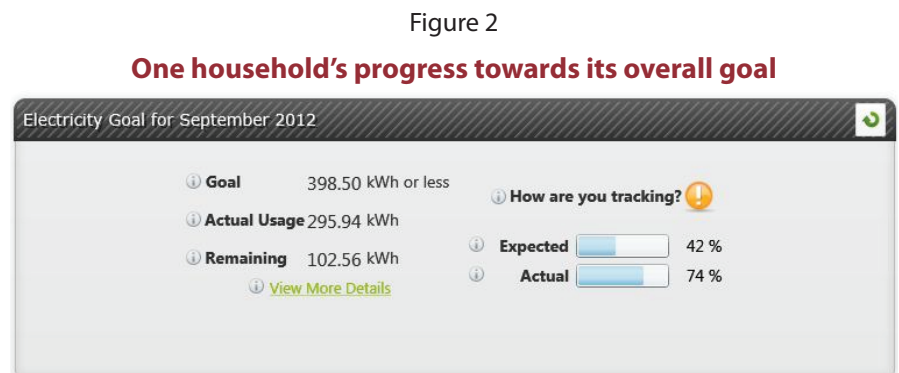 Figure 2
One household's progress towards its overall goal
Electricity Goal for September 2012
Goal 398.50 kWh or less
Actual Usage 295.94 kWh
Remaining 102.56 kWh
View More Details
How are you tracking?
Expected 42 %
Actual 74 %